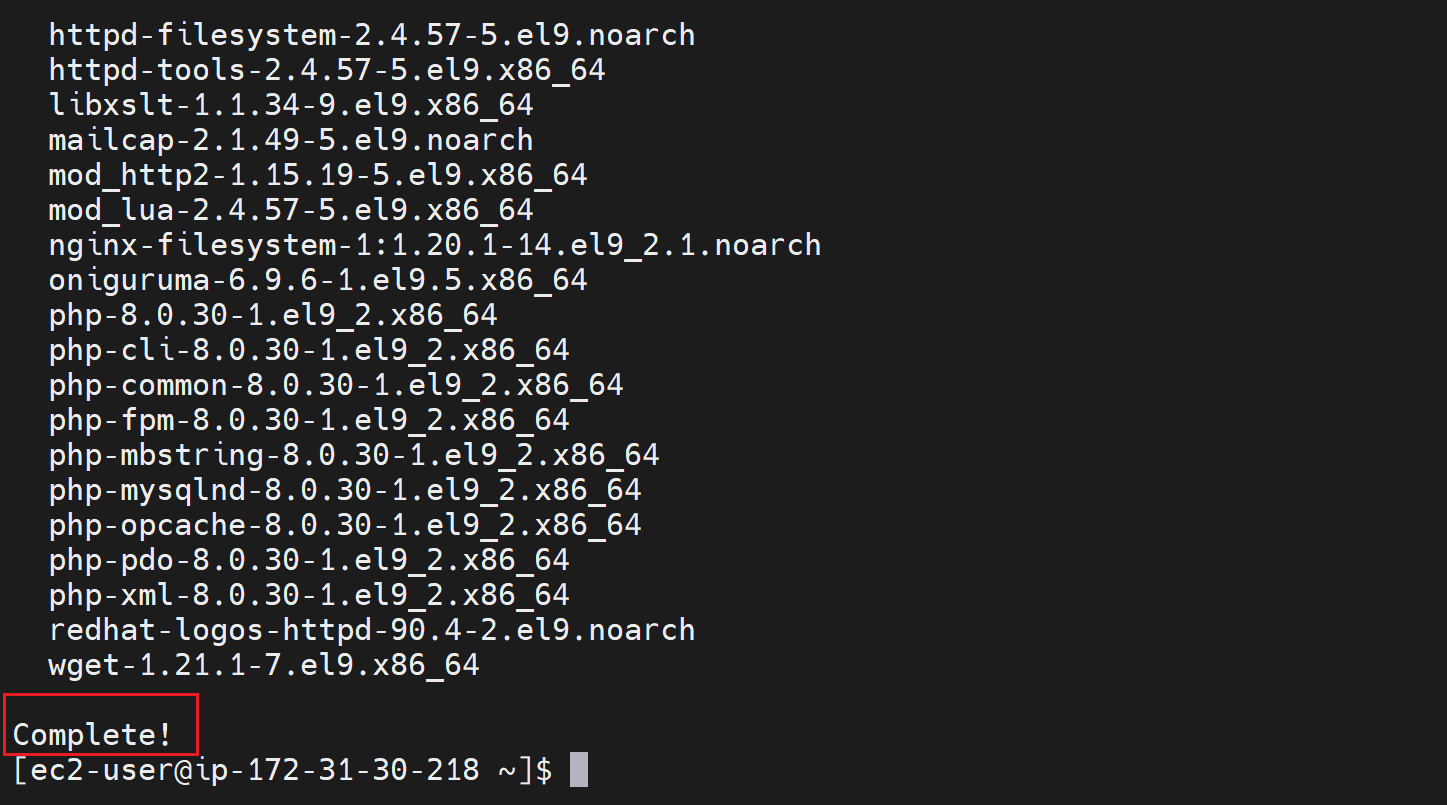 httpd-filesystem-2.4.57-5.el9.noarch
httpd-tools-2.4.57-5.el9.x86_64
libxslt-1.1.34-9.el9.x86_64
mailcap-2.1.49-5.el9.noarch
mod_http2-1.15.19-5.el9.x86_64
mod_lua-2.4.57-5.el9.x86_64
nginx-filesystem-1:1.20.1-14.el9_2.1.noarch
oniguruma-6.9.6-1.el9.5.x86_64
php-8.0.30-1.el9_2.x86_64
php-cli-8.0.30-1.el9_2.x86_64
php-common-8.0.30-1.el9_2.x86_64
php-fpm-8.0.30-1.el9_2.x86_64
php-mbstring-8.0.30-1.el9_2.x86_64
php-mysqlnd-8.0.30-1.el9_2.x86_64
php-opcache-8.0.30-1.el9_2.x86_64
php-pdo-8.0.30-1.el9_2.x86_64
php-xml-8.0.30-1.el9_2.x86_64
redhat-logos-httpd-90.4-2.el9.noarch
wget-1.21.1-7.el9.x86_64
Complete!
[ec2-user@ip-172-31-30-218 ~]$